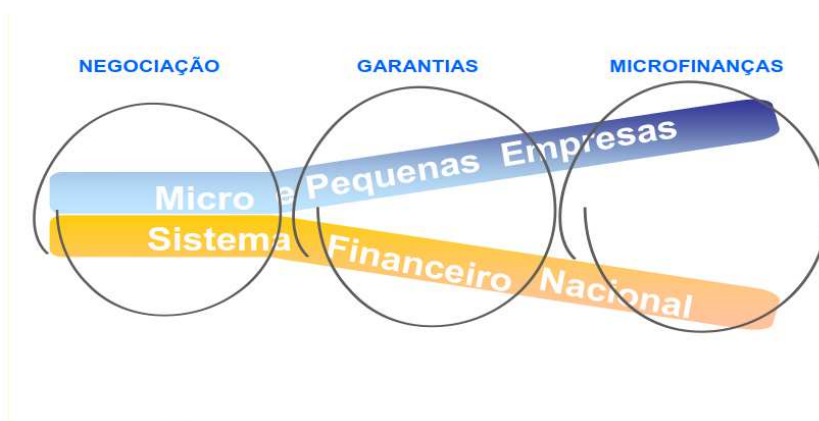 NEGOCIAÇÃO GARANTIAS MICROFINANÇAS
Micro e Pequenas Empresas
Sistema Financeiro Nacional